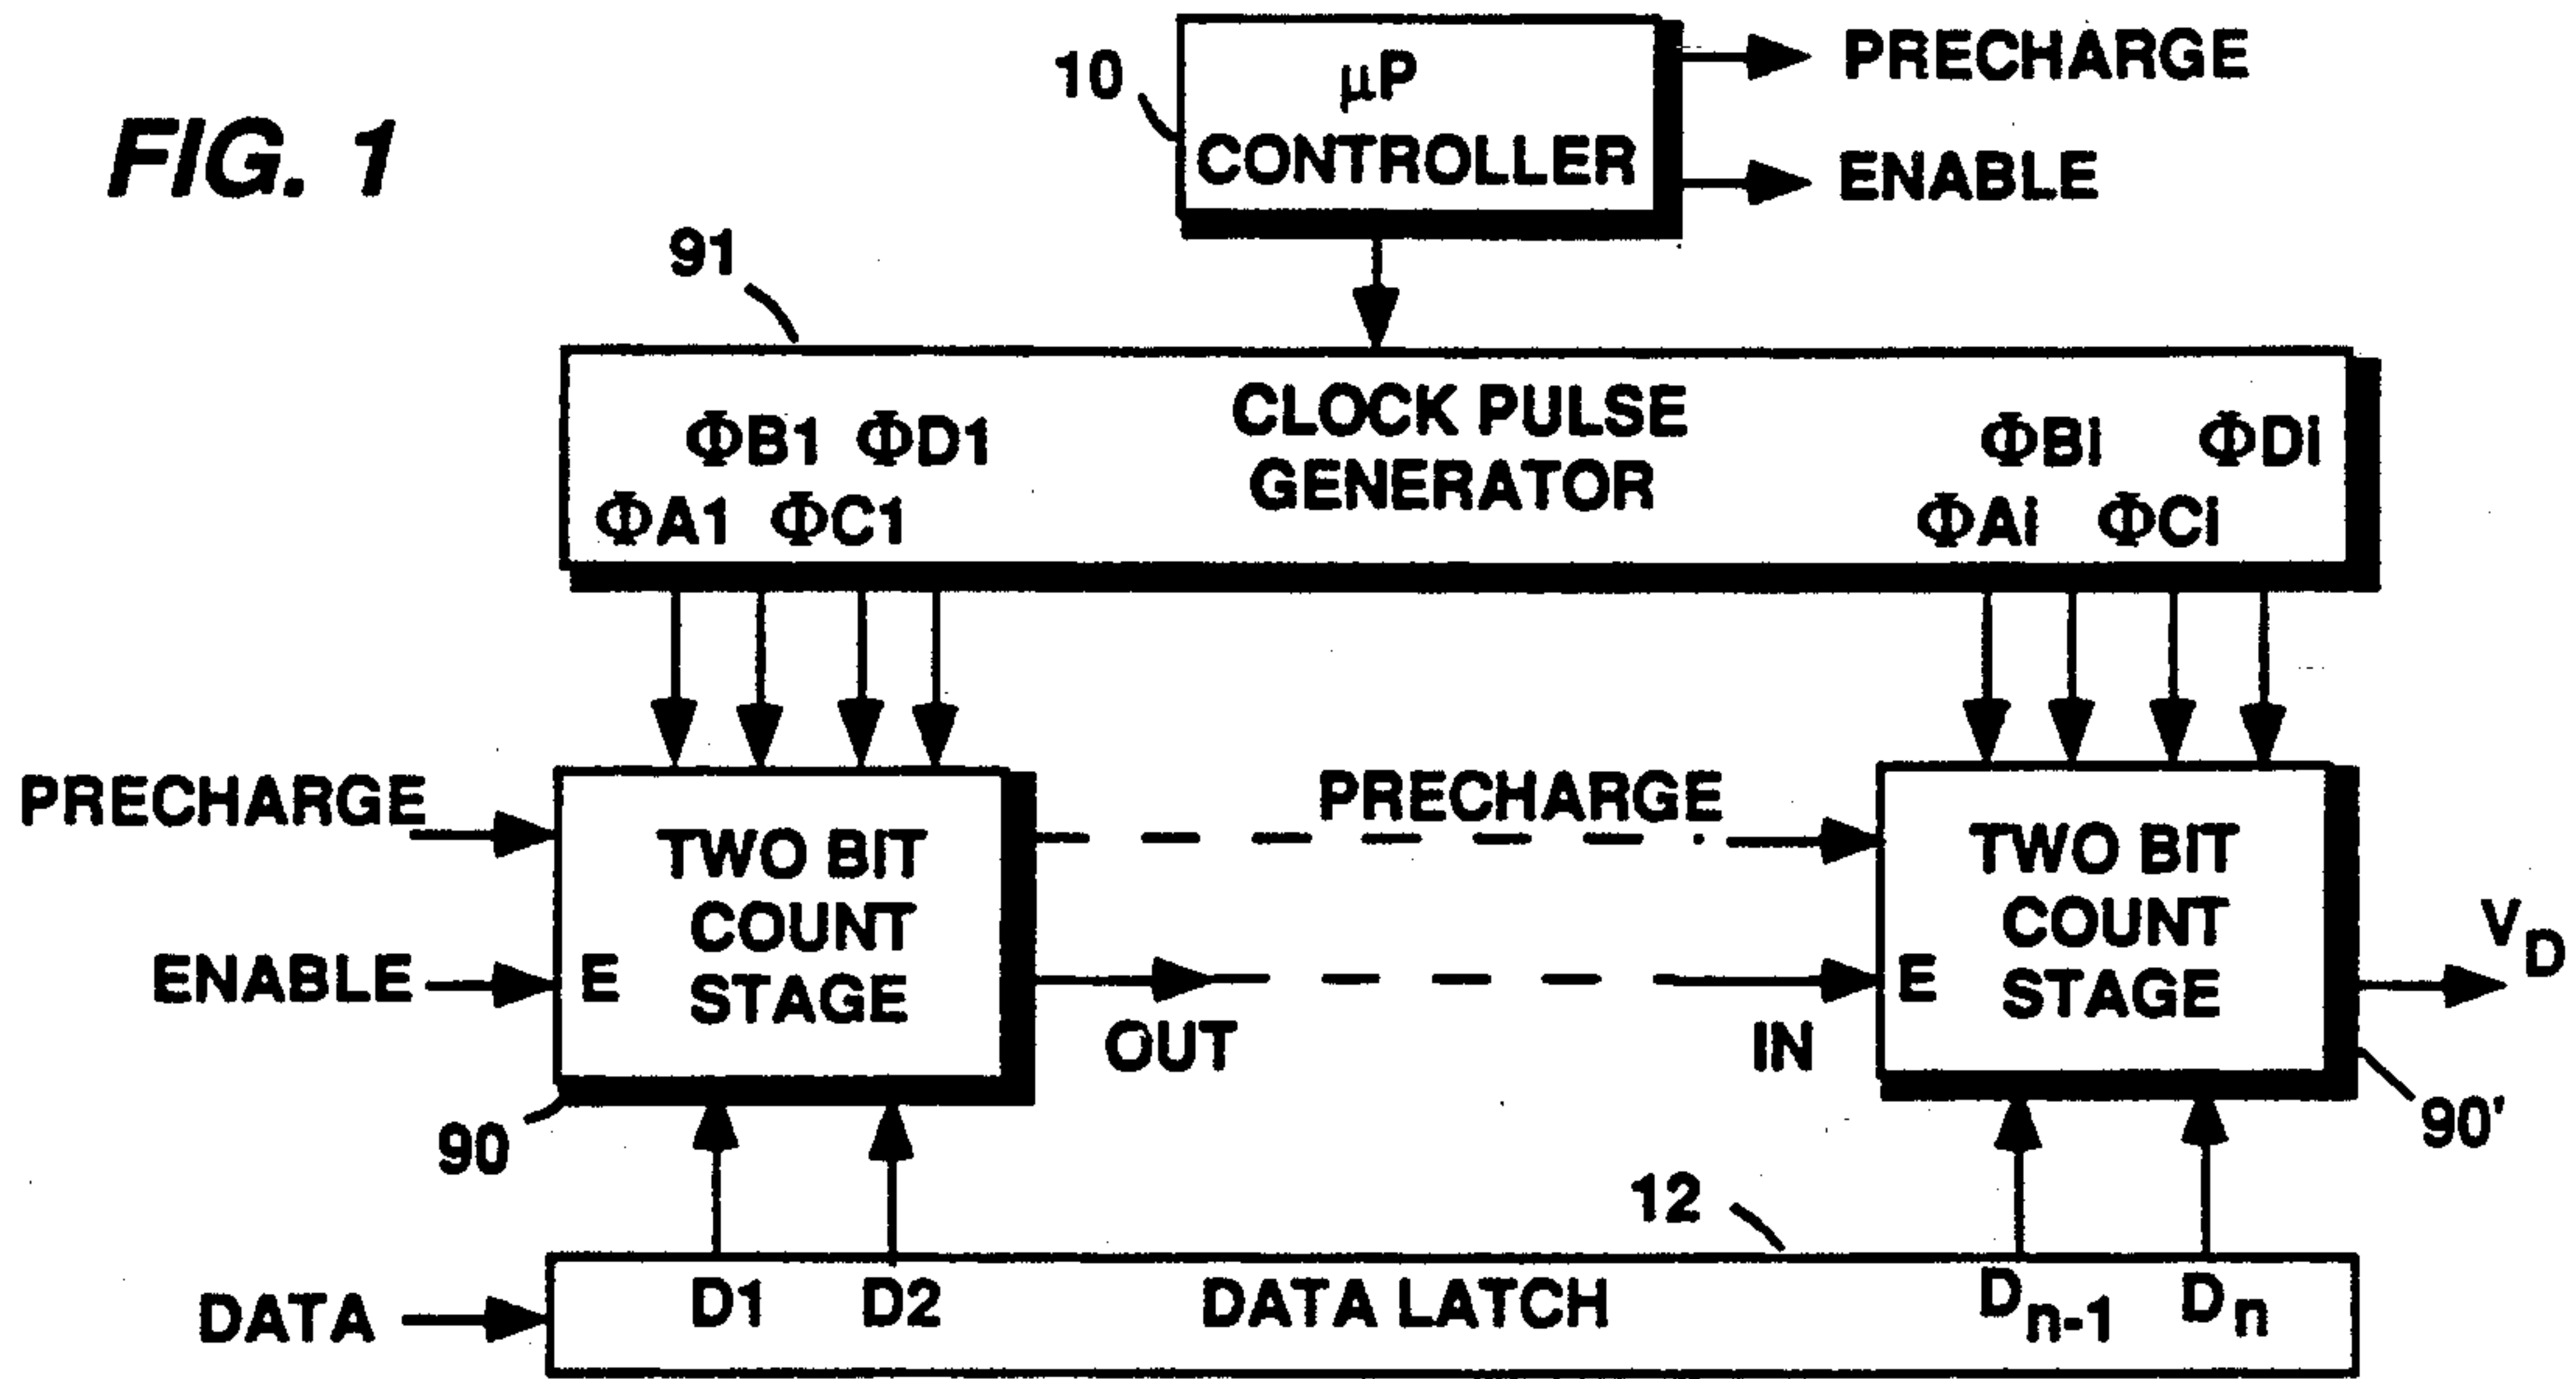 FIG. 1
10
µP
CONTROLLER
PRECHARGE
ENABLE
91
CLOCK PULSE
GENERATOR
ΦB1 ΦD1
ΦA1 ΦC1
ΦBi ΦDi
ΦAi ΦCi
PRECHARGE
ENABLE
E
TWO BIT
COUNT
STAGE
90
PRECHARGE
OUT
IN
E
TWO BIT
COUNT
STAGE
VD
90'
12
DATA
D1
D2
DATA LATCH
Dn-1
Dn